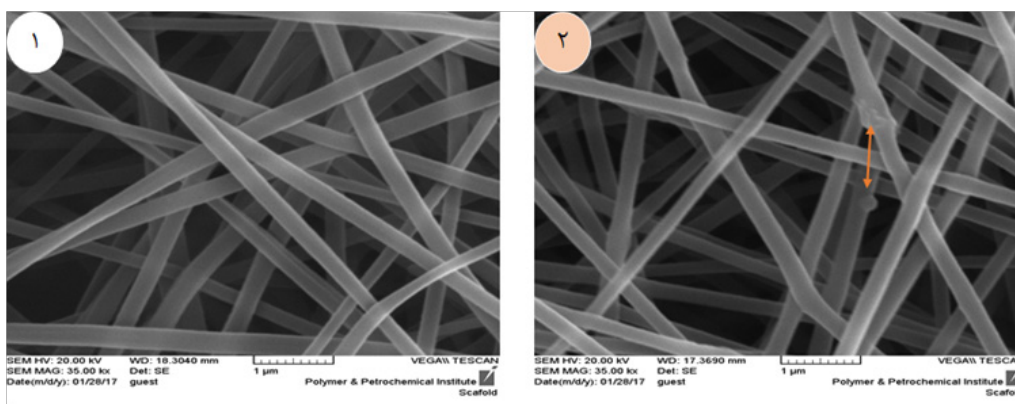 ١
SEM HV: 20.00 kV WD: 18.3040 mm VEGA\\ TESCAN
SEM MAG: 35.00 kx Det: SE 1 µm
Date(m/d/y): 01/28/17 guest Polymer & Petrochemical Institute
Scafold
٢
SEM HV: 20.00 kV WD: 17.3690 mm VEGA\\ TESCAN
SEM MAG: 35.00 kx Det: SE 1 µm
Date(m/d/y): 01/28/17 guest Polymer & Petrochemical Institute
Scafold